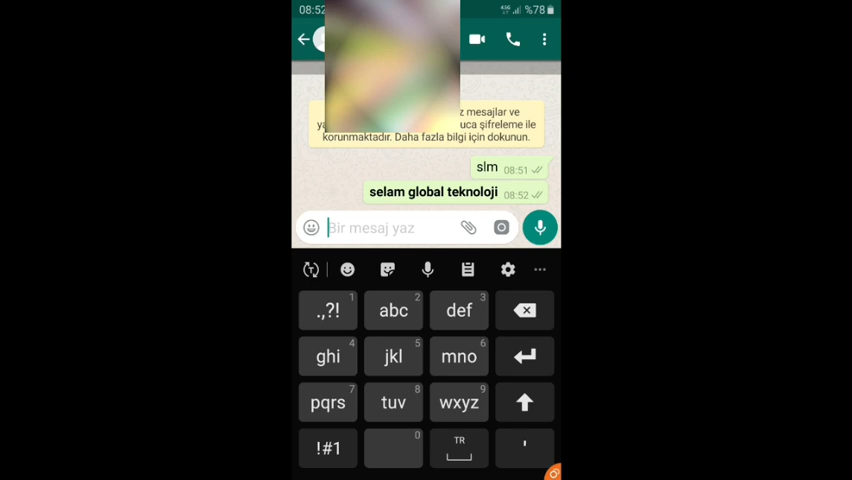 08:52
%78
z mesajlar ve
uca şifreleme ile
korunmaktadır. Daha fazla bilgi için dokunun.
slm 08:51
selam global teknoloji 08:52
Bir mesaj yaz
.,?! 1 abc 2 def 3
ghi 4 jkl 5 mno 6
pqrs 7 tuv 8 wxyz 9
!#1 0 TR '